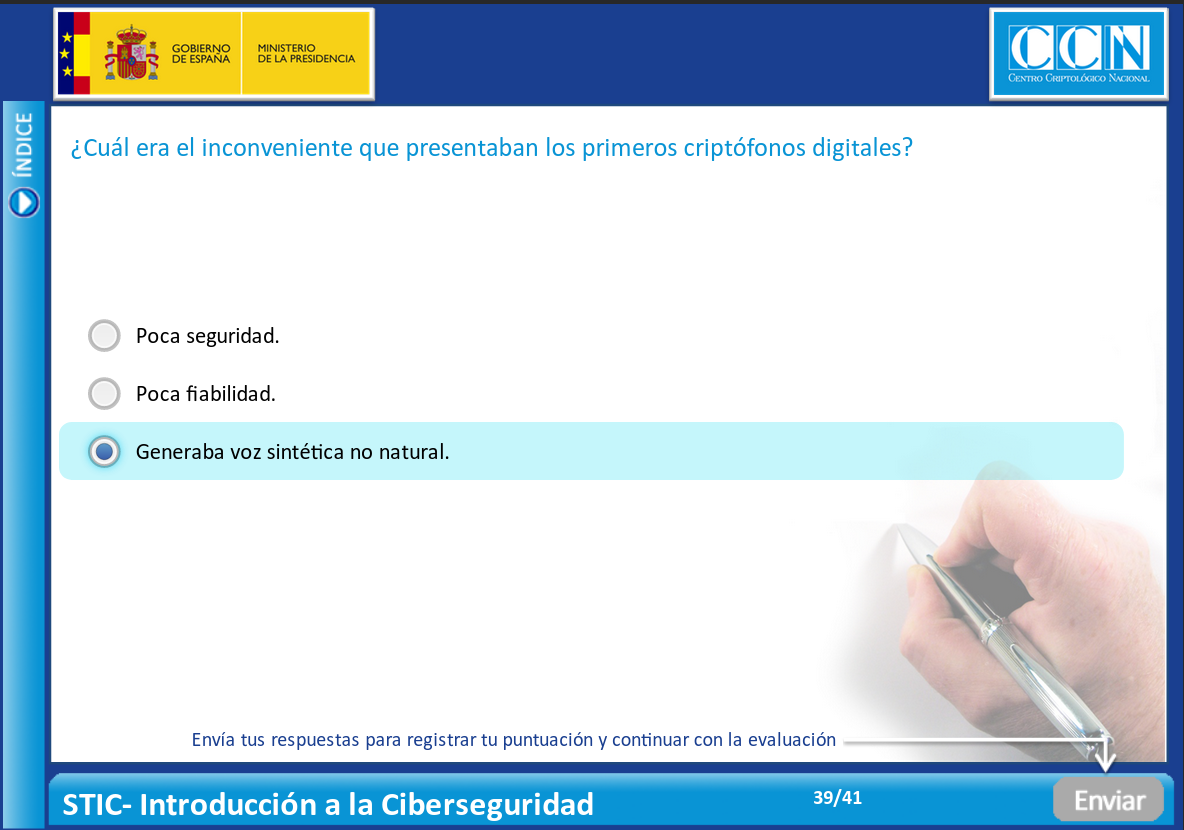 GOBIERNO
DE ESPAÑA
MINISTERIO
DE LA PRESIDENCIA
CCN
CENTRO CRIPTOLÓGICO NACIONAL
ÍNDICE
¿Cuál era el inconveniente que presentaban los primeros criptófonos digitales?
Poca seguridad.
Poca fiabilidad.
Generaba voz sintética no natural.
Envía tus respuestas para registrar tu puntuación y continuar con la evaluación
STIC- Introducción a la Ciberseguridad
39/41
Enviar